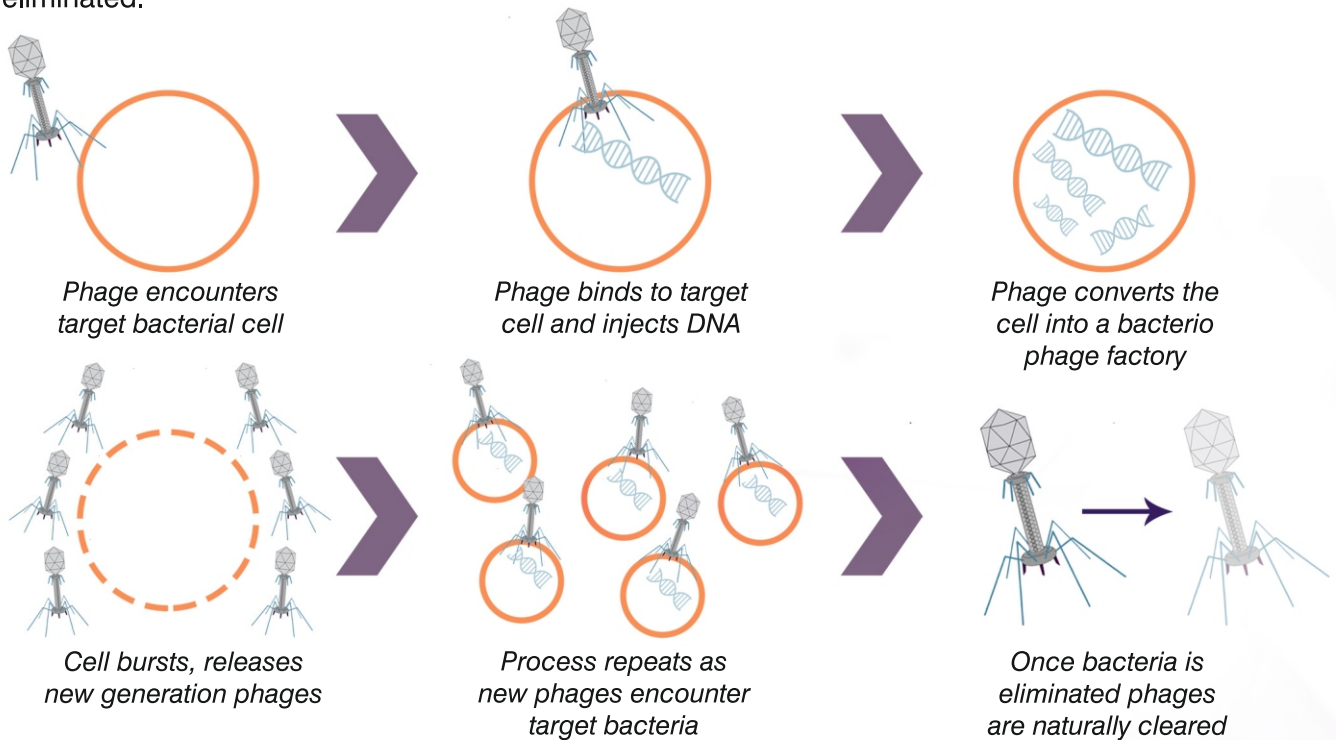 eliminated.
Phage encounters
target bacterial cell
Phage binds to target
cell and injects DNA
Phage converts the
cell into a bacterio
phage factory
Cell bursts, releases
new generation phages
Process repeats as
new phages encounter
target bacteria
Once bacteria is
eliminated phages
are naturally cleared